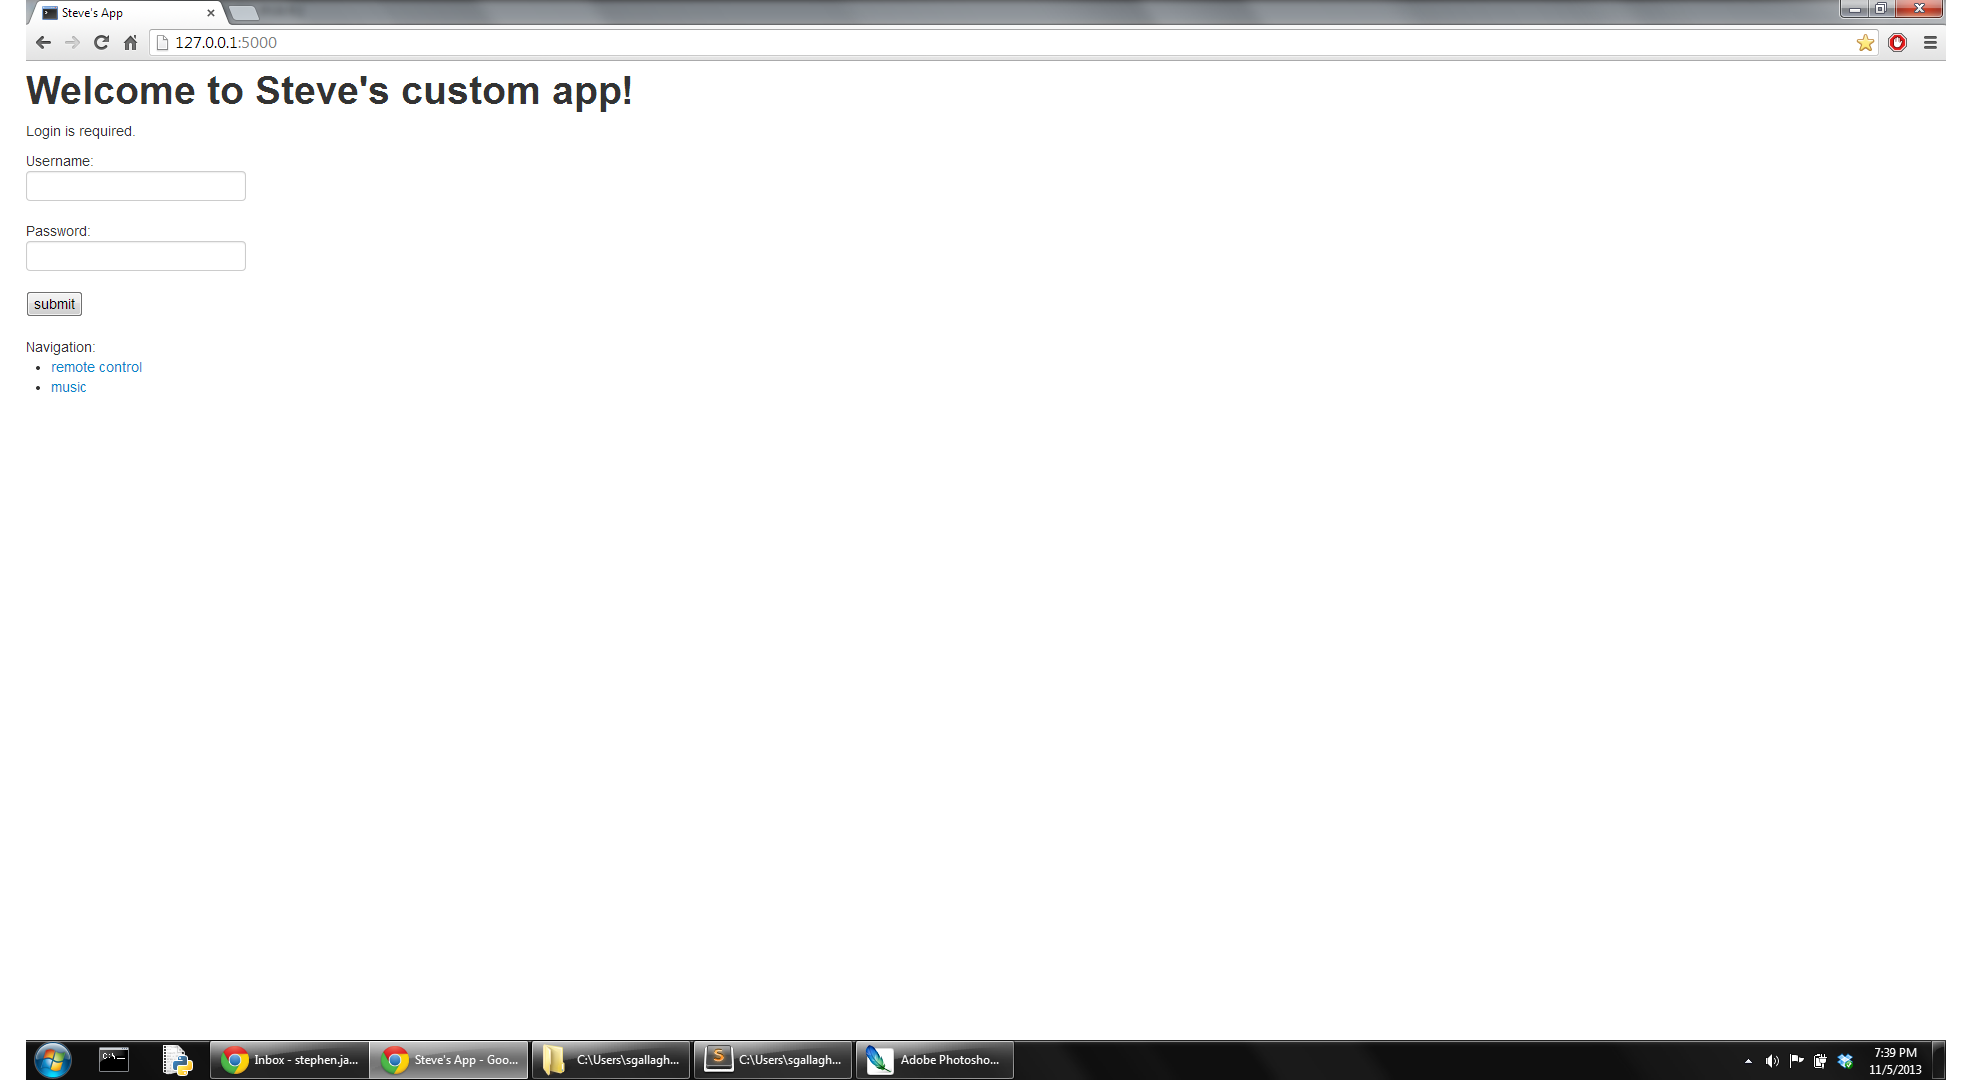 Steve's App
127.0.0.1:5000
Welcome to Steve's custom app!
Login is required.
Username:
Password:
submit
Navigation:
• remote control
• music
C:\_
Inbox - stephen.ja...
Steve's App - Goo...
C:\Users\sgallagh...
S
C:\Users\sgallagh...
Adobe Photosho...
7:39 PM
11/5/2013